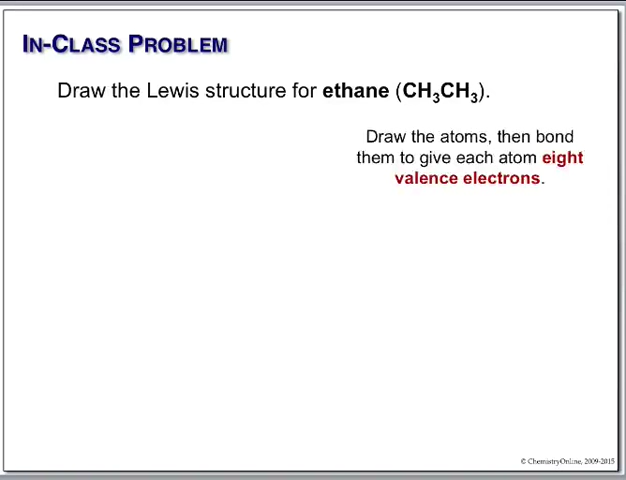 IN-CLASS PROBLEM
Draw the Lewis structure for ethane (CH₃CH₃).
Draw the atoms, then bond
them to give each atom eight
valence electrons.
© ChemistryOnline, 2009-2015